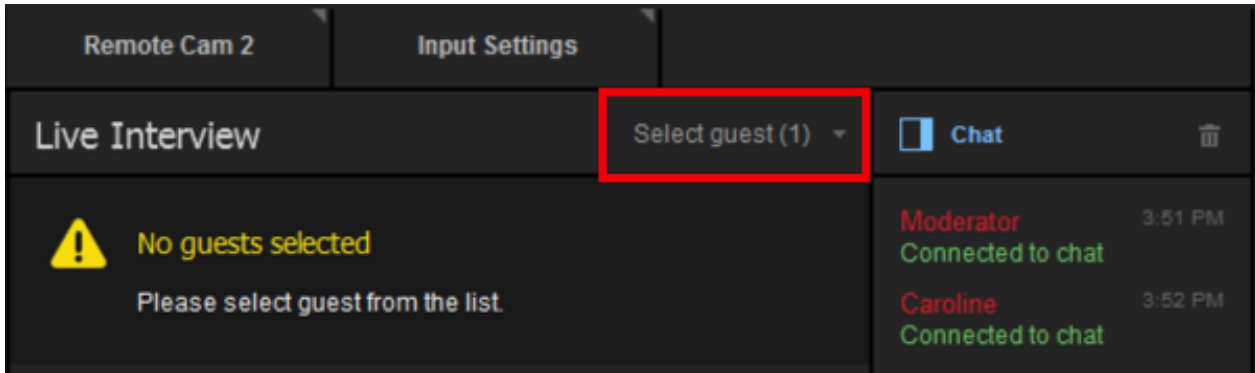 Remote Cam 2
Input Settings
Live Interview
Select guest (1)
Chat
No guests selected
Please select guest from the list.
Moderator
3:51 PM
Connected to chat
Caroline
3:52 PM
Connected to chat